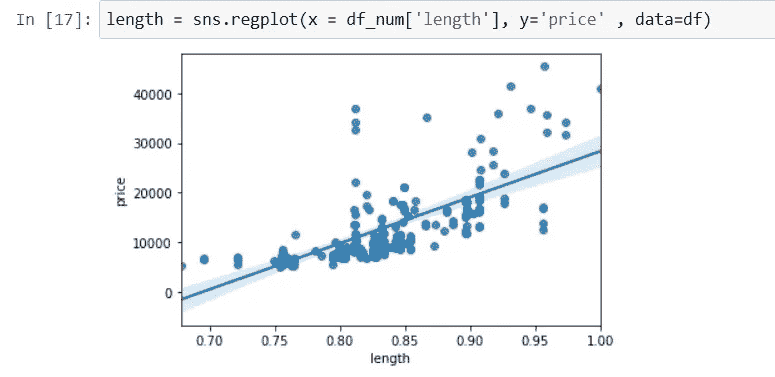 In [17]: length = sns.regplot(x = df_num['length'], y='price' , data=df)
40000
30000
20000
10000
0
price
0.70 0.75 0.80 0.85 0.90 0.95 1.00
length